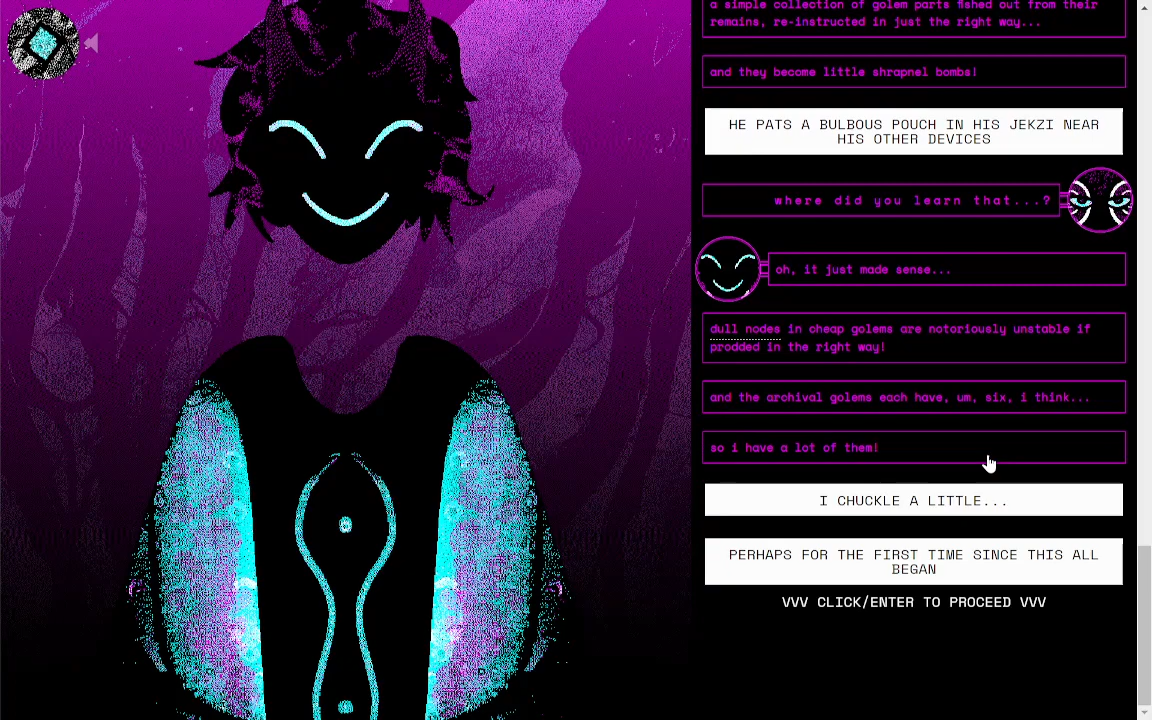 a simple collection of golem parts fished out from their
remains, re-instructed in just the right way...
and they become little shrapnel bombs!
HE PATS A BULBOUS POUCH IN HIS JEKZI NEAR
HIS OTHER DEVICES
where did you learn that...?
oh, it just made sense...
dull nodes in cheap golems are notoriously unstable if
prodded in the right way!
and the archival golems each have, um, six, i think...
so i have a lot of them!
I CHUCKLE A LITTLE...
PERHAPS FOR THE FIRST TIME SINCE THIS ALL
BEGAN
VVV CLICK/ENTER TO PROCEED VVV